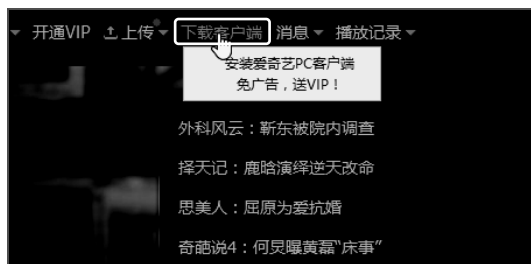 开通VIP 上传 下载客户端 消息 播放记录
安装爱奇艺PC客户端
免广告，送VIP！
外科风云：靳东被院内调查
择天记：鹿晗演绎逆天改命
思美人：屈原为爱抗婚
奇葩说4：何炅曝黄磊“床事”